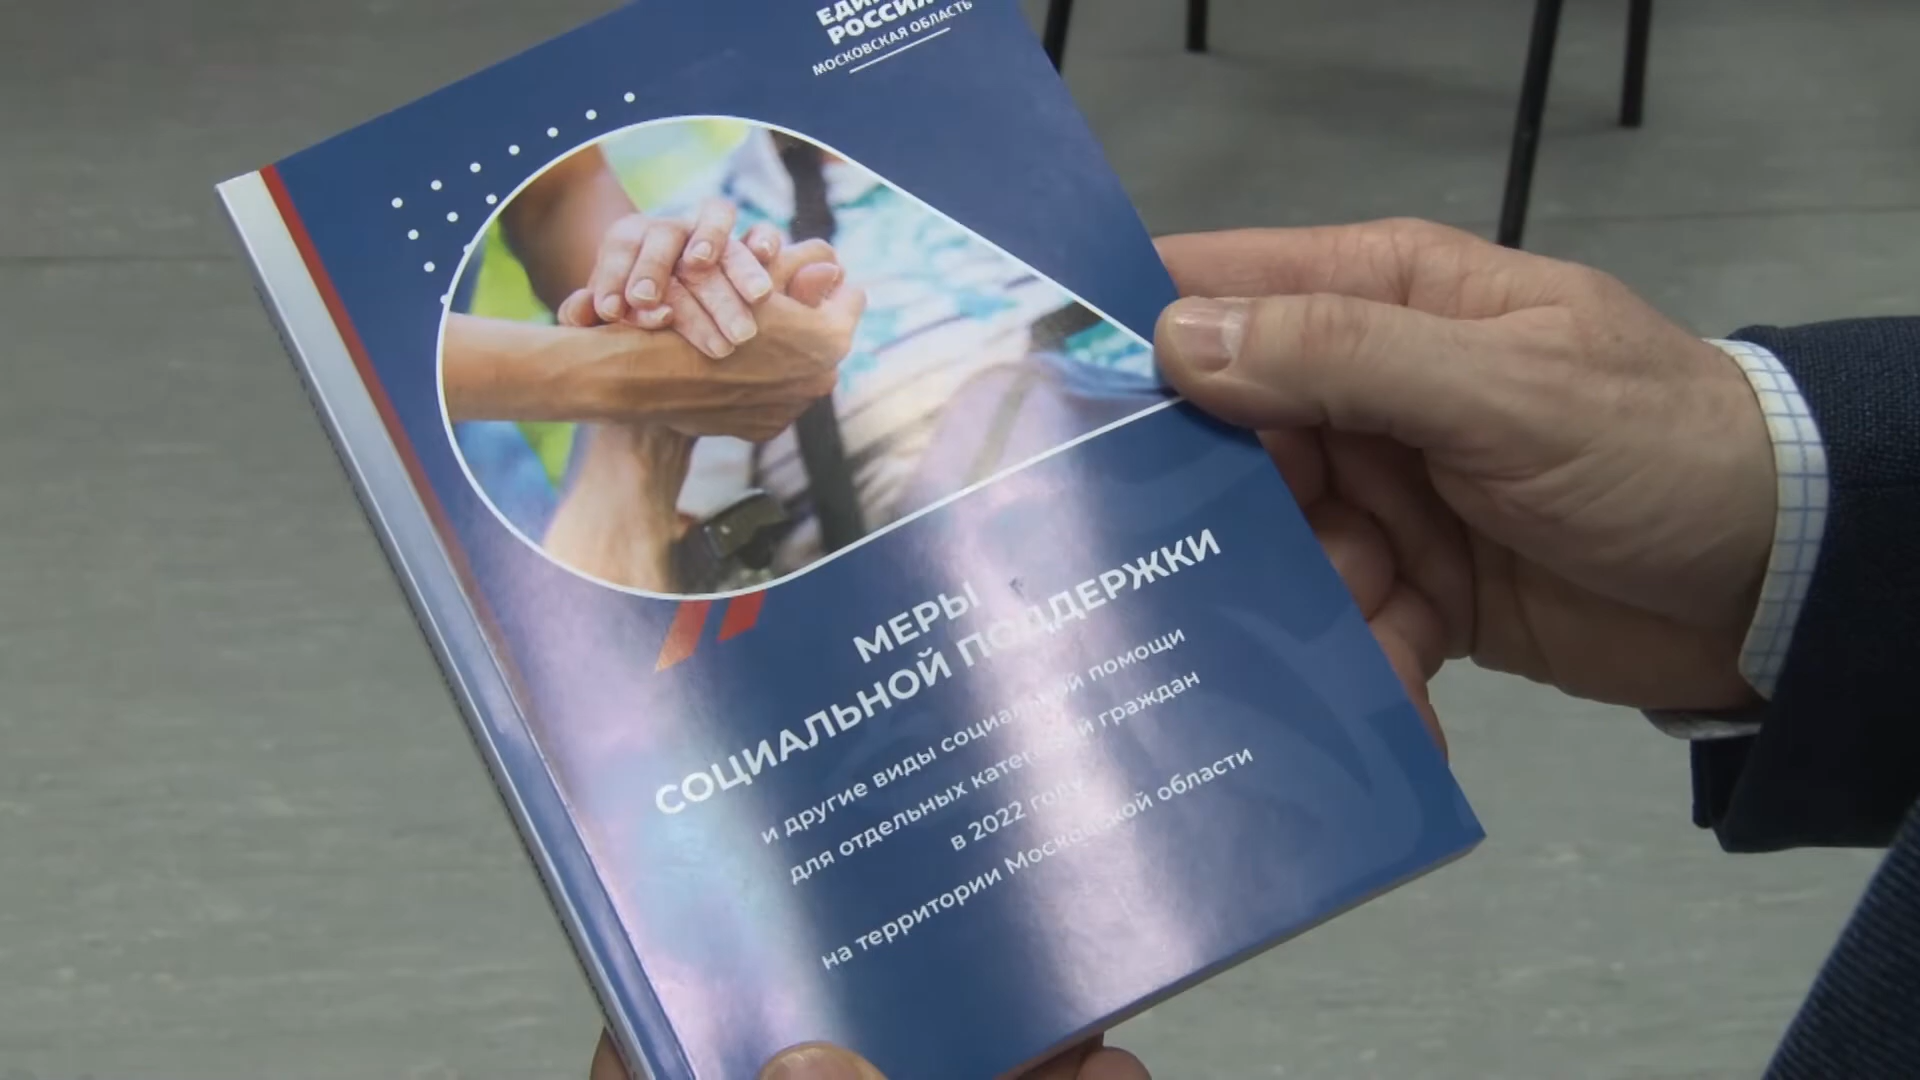 РОССИЯ
МОСКОВСКАЯ ОБЛАСТЬ
МЕРЫ
СОЦИАЛЬНОЙ ПОДДЕРЖКИ
и другие виды социальной помощи
для отдельных категорий граждан
в 2022 году
на территории Московской области